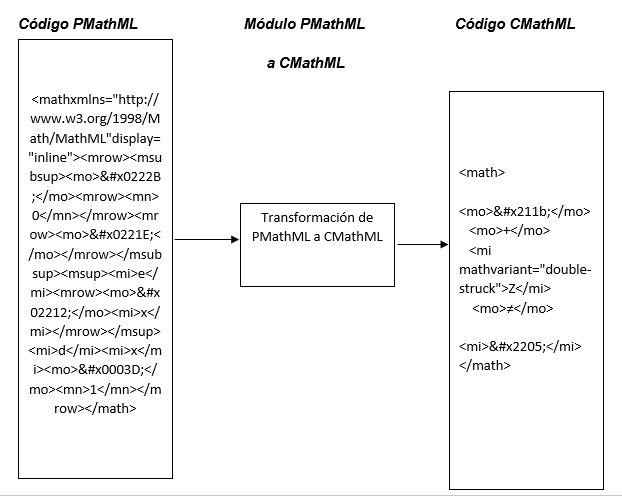 Código PMathML
Módulo PMathML
a CMathML
Código CMathML
<mathxmlns="http://
www.w3.org/1998/M
ath/MathML"display=
"inline"><mrow><ms
ubsup><mo>&#x0222B
;</mo><mrow><mn>
0</mn></mrow><mr
ow><mo>&#x0221E;<
/mo></mrow></msub
sup><msup><mi>e</
mi><mrow><mo>&#x
02212;</mo><mi>x</
mi></mrow></msup>
<mi>d</mi><mi>x</m
i><mo>&#x0003D;</
mo><mn>1</mn></m
row></math>
Transformación de
PMathML a CMathML
<math>
<mo>&#x211b;</mo>
<mo>+</mo>
<mi
mathvariant="double-
struck">Z</mi>
<mo>≠</mo>
<mi>&#x2205;</mi>
</math>